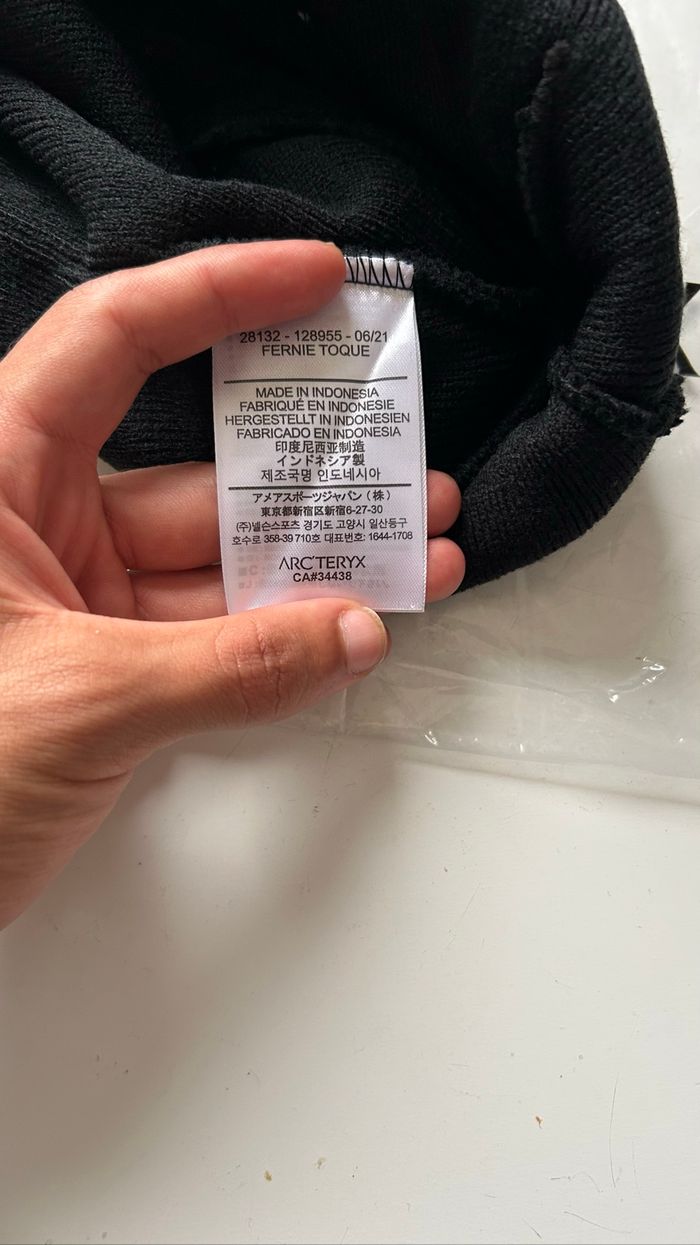 28132 - 128955 - 06/21
FERNIE TOQUE
MADE IN INDONESIA
FABRIQUÉ EN INDONESIE
HERGESTELLT IN INDONESIEN
FABRICADO EN INDONESIA
印度尼西亚制造
インドネシア製
제조국명 인도네시아
アメアスポーツジャパン（株）
東京都新宿区新宿6-27-30
(주)넬슨스포츠 경기도 고양시 일산동구
호수로 358-39 710호 대표번호: 1644-1708
ARC'TERYX
CA#34438